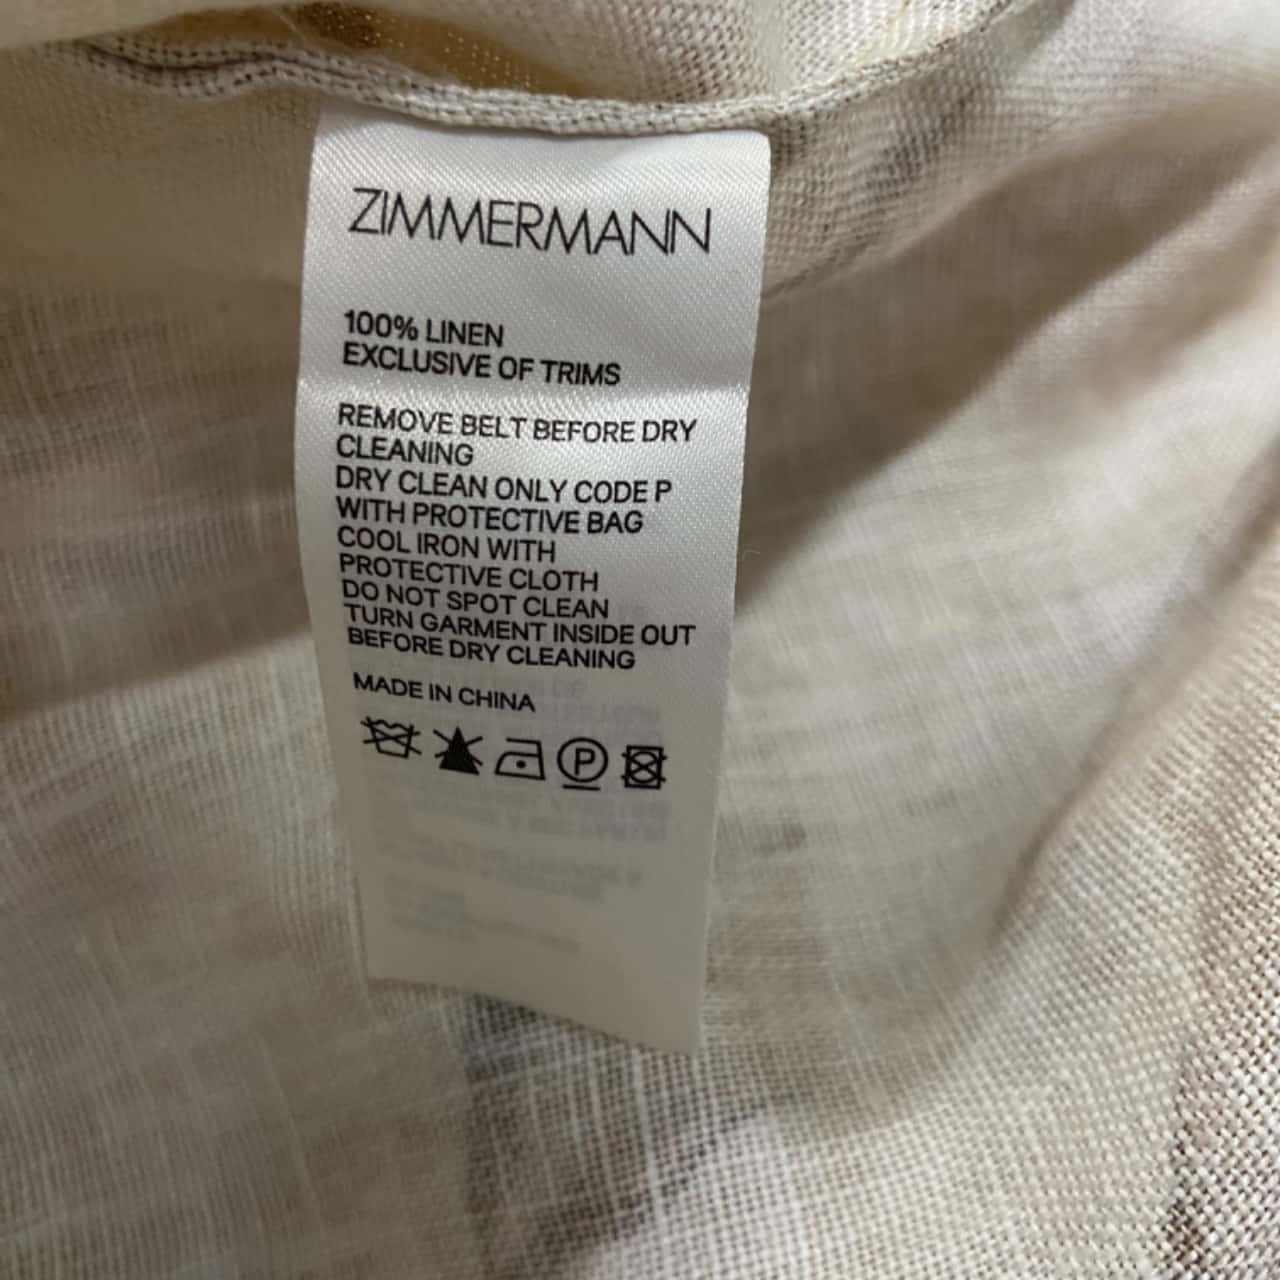 ZIMMERMANN
100% LINEN
EXCLUSIVE OF TRIMS
REMOVE BELT BEFORE DRY
CLEANING
DRY CLEAN ONLY CODE P
WITH PROTECTIVE BAG
COOL IRON WITH
PROTECTIVE CLOTH
DO NOT SPOT CLEAN
TURN GARMENT INSIDE OUT
BEFORE DRY CLEANING
MADE IN CHINA
P